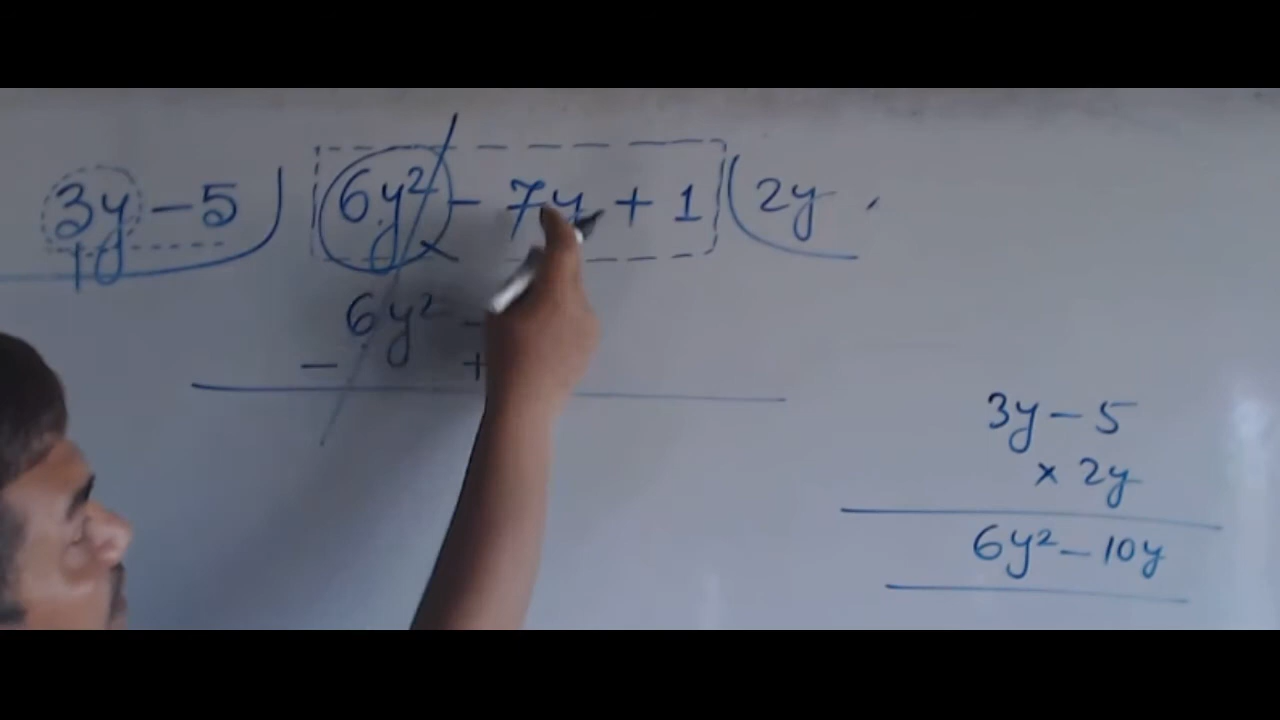 3y - 5 ) 6y² - 7y + 1 ( 2y
6y² -
- +
3y - 5
× 2y
6y² - 10y